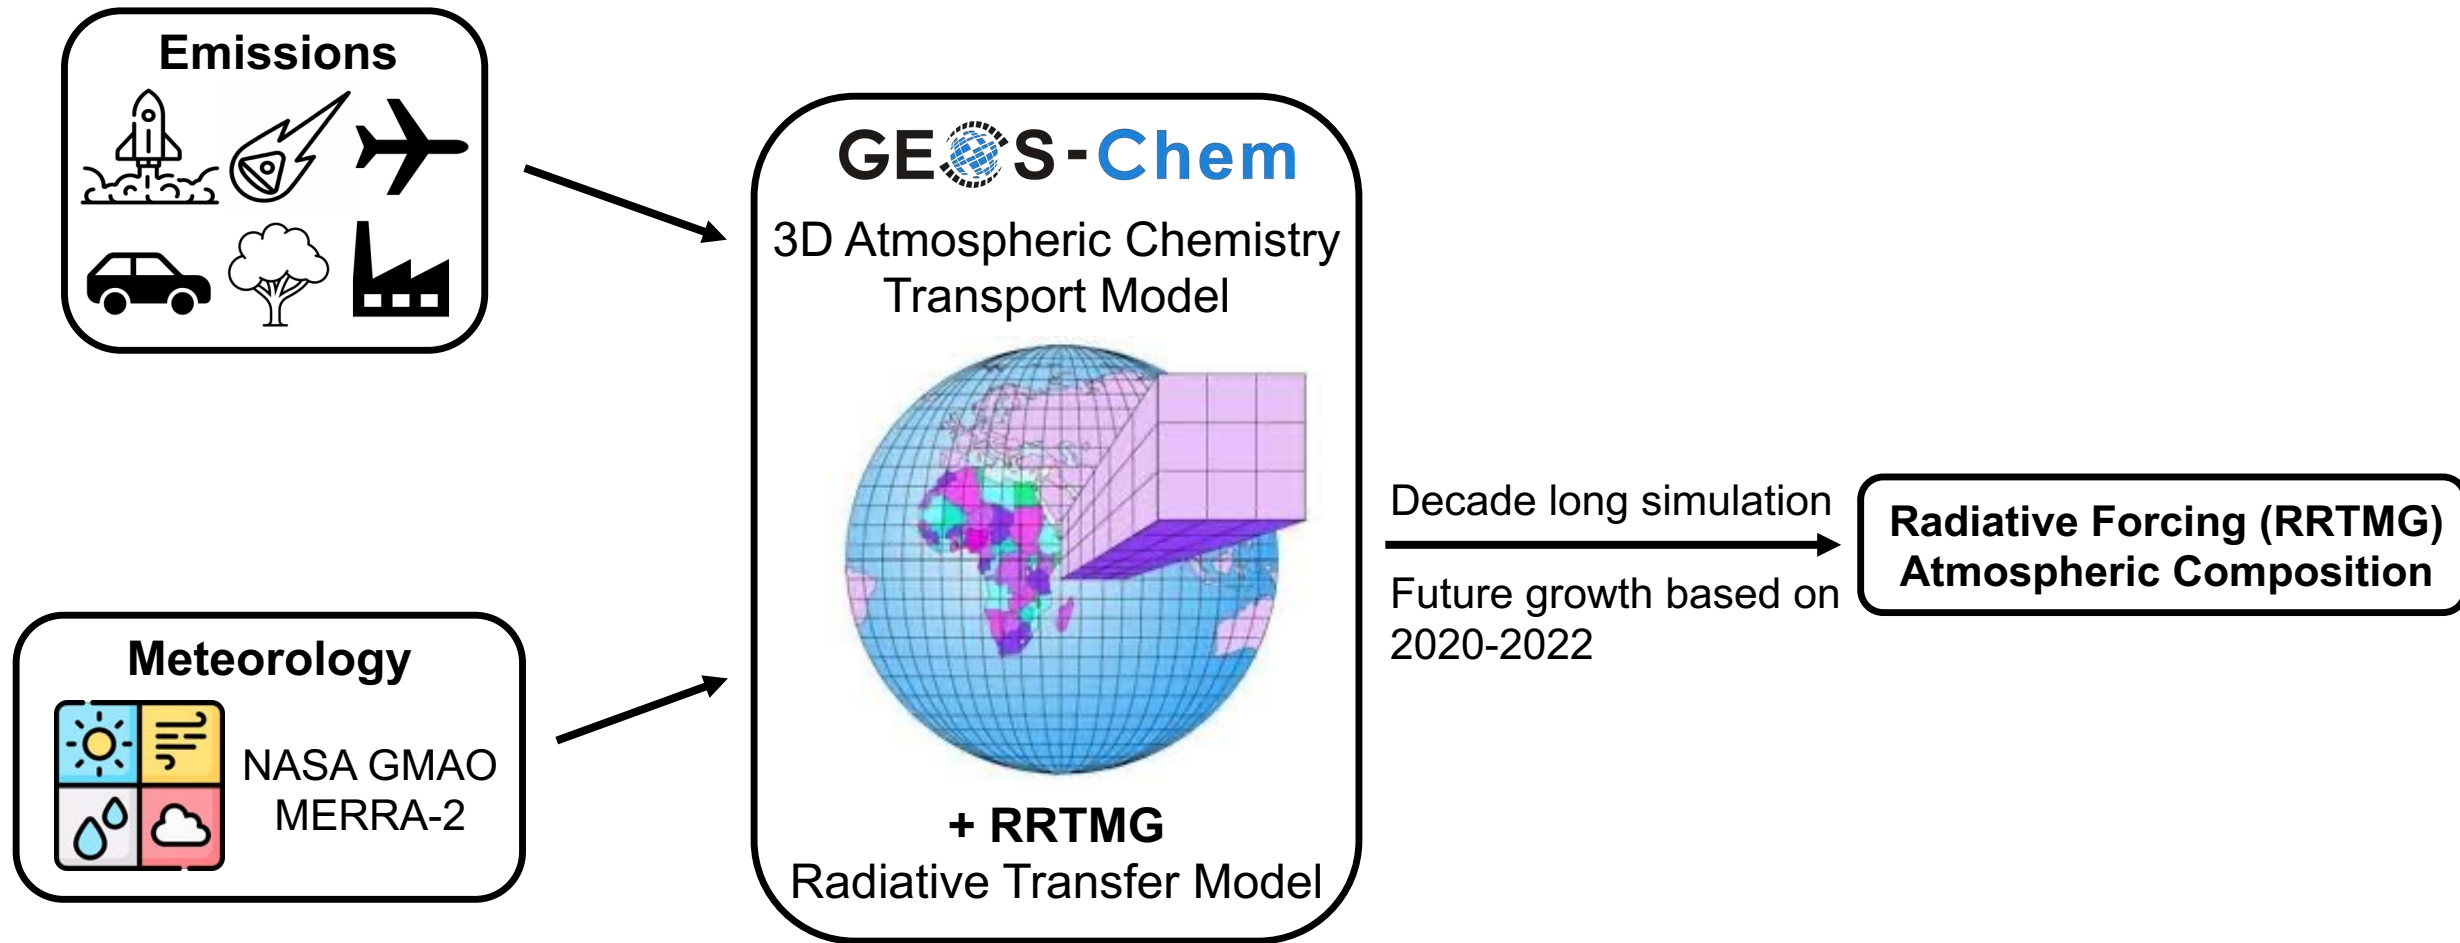 Emissions
GEOS-Chem
3D Atmospheric Chemistry
Transport Model
+ RRTMG
Radiative Transfer Model
Meteorology
NASA GMAO
MERRA-2
Decade long simulation
Future growth based on
2020-2022
Radiative Forcing (RRTMG)
Atmospheric Composition